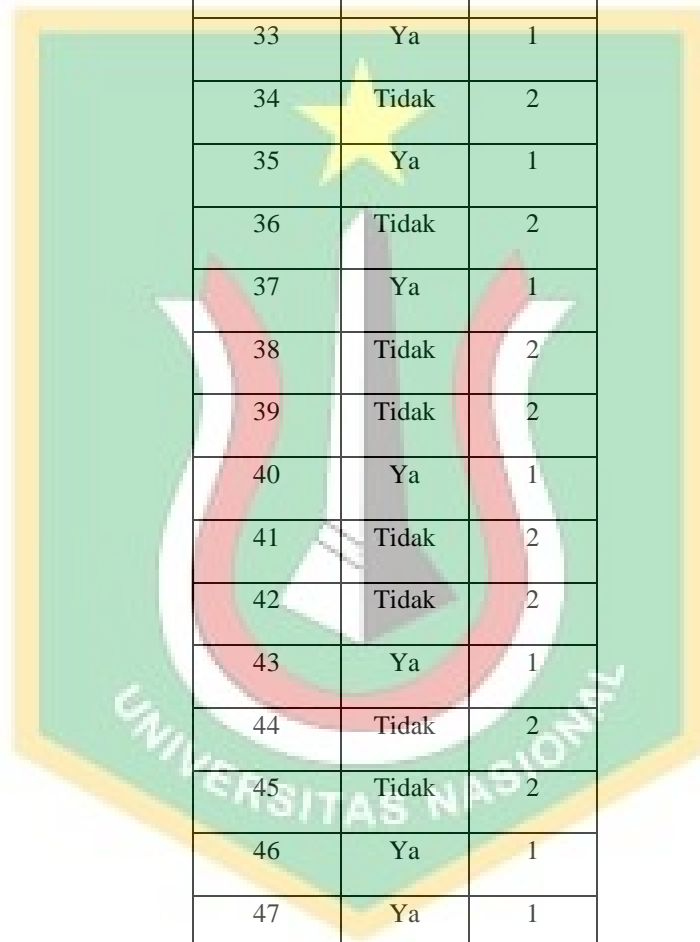 33 Ya 1
34 Tidak 2
35 Ya 1
36 Tidak 2
37 Ya 1
38 Tidak 2
39 Tidak 2
40 Ya 1
41 Tidak 2
42 Tidak 2
43 Ya 1
44 Tidak 2
45 Tidak 2
46 Ya 1
47 Ya 1
UNIVERSITAS NASIONAL